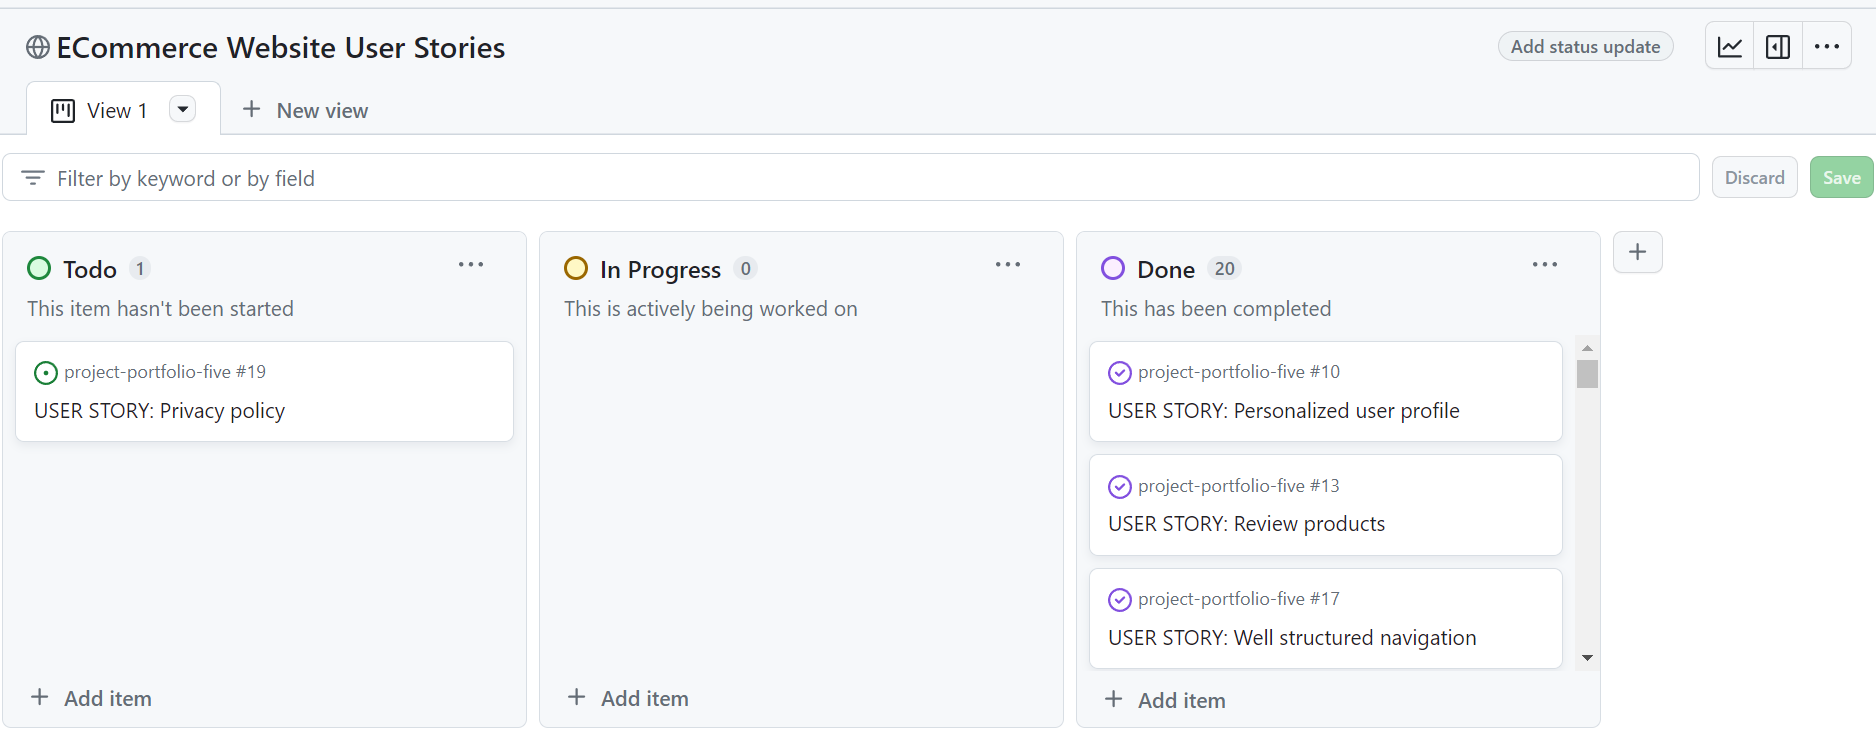 ECommerce Website User Stories
Add status update
View 1
New view
Filter by keyword or by field
Discard
Save
Todo 1
This item hasn't been started
project-portfolio-five #19
USER STORY: Privacy policy
Add item
In Progress 0
This is actively being worked on
Add item
Done 20
This has been completed
project-portfolio-five #10
USER STORY: Personalized user profile
project-portfolio-five #13
USER STORY: Review products
project-portfolio-five #17
USER STORY: Well structured navigation
Add item